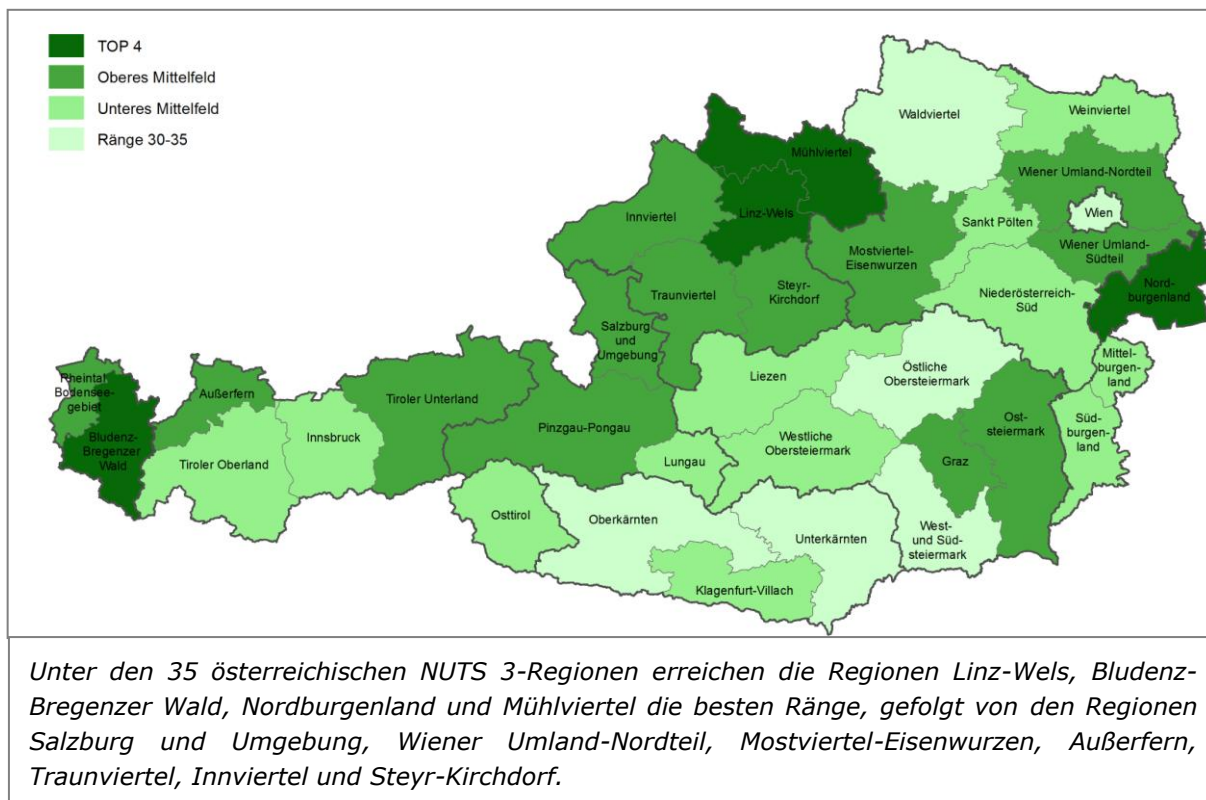 TOP 4
Oberes Mittelfeld
Unteres Mittelfeld
Ränge 30-35
Waldviertel
Weinviertel
Mühlviertel
Wiener Umland-Nordteil
Innviertel
Linz-Wels
Sankt Pölten
Wien
Mostviertel-
Eisenwurzen
Wiener Umland-
Südteil
Nord-
burgenland
Traunviertel
Steyr-
Kirchdorf
Niederösterreich-
Süd
Salzburg
und
Umgebung
Mittel-
burgen-
land
Rheintal-
Bodensee-
gebiet
Außerfern
Tiroler Unterland
Liezen
Östliche
Obersteiermark
Bludenz-
Bregenzer
Wald
Innsbruck
Tiroler Oberland
Pinzgau-Pongau
Westliche
Obersteiermark
Ost-
steiermark
Süd-
burgen-
land
Lungau
Graz
Osttirol
Oberkärnten
Unterkärnten
West-
und Süd-
steiermark
Klagenfurt-Villach
Unter den 35 österreichischen NUTS 3-Regionen erreichen die Regionen Linz-Wels, Bludenz-
Bregenzer Wald, Nordburgenland und Mühlviertel die besten Ränge, gefolgt von den Regionen
Salzburg und Umgebung, Wiener Umland-Nordteil, Mostviertel-Eisenwurzen, Außerfern,
Traunviertel, Innviertel und Steyr-Kirchdorf.